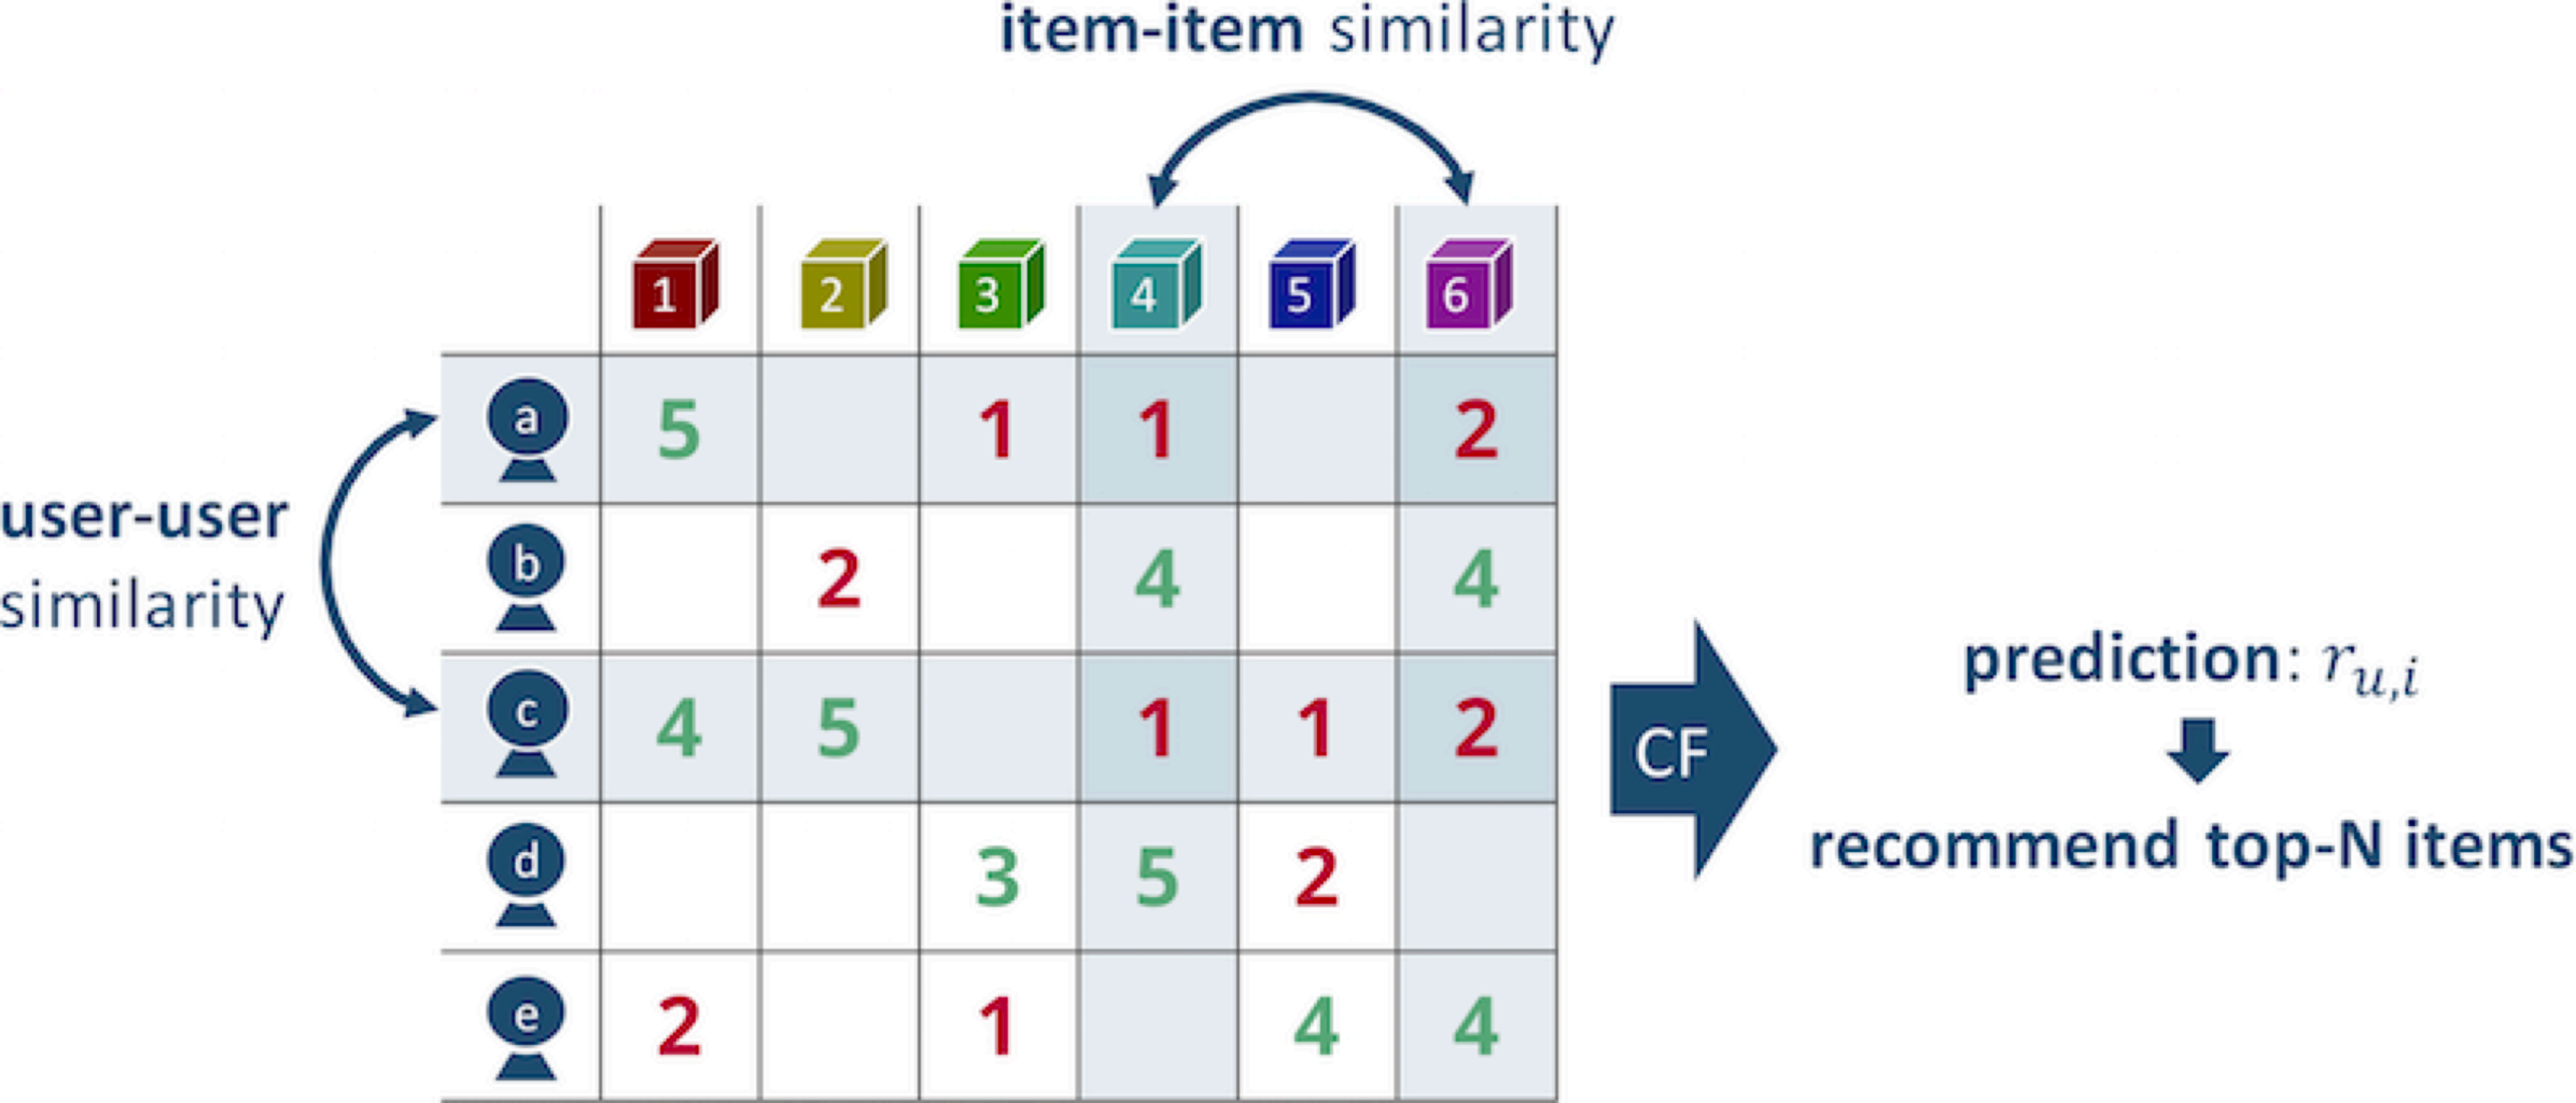 item-item similarity
1 2 3 4 5 6
a 5 1 1 2
user-user
similarity
b 2 4 4
c 4 5 1 1 2
d 3 5 2
e 2 1 4 4
CF
prediction: r_{u,i}
recommend top-N items